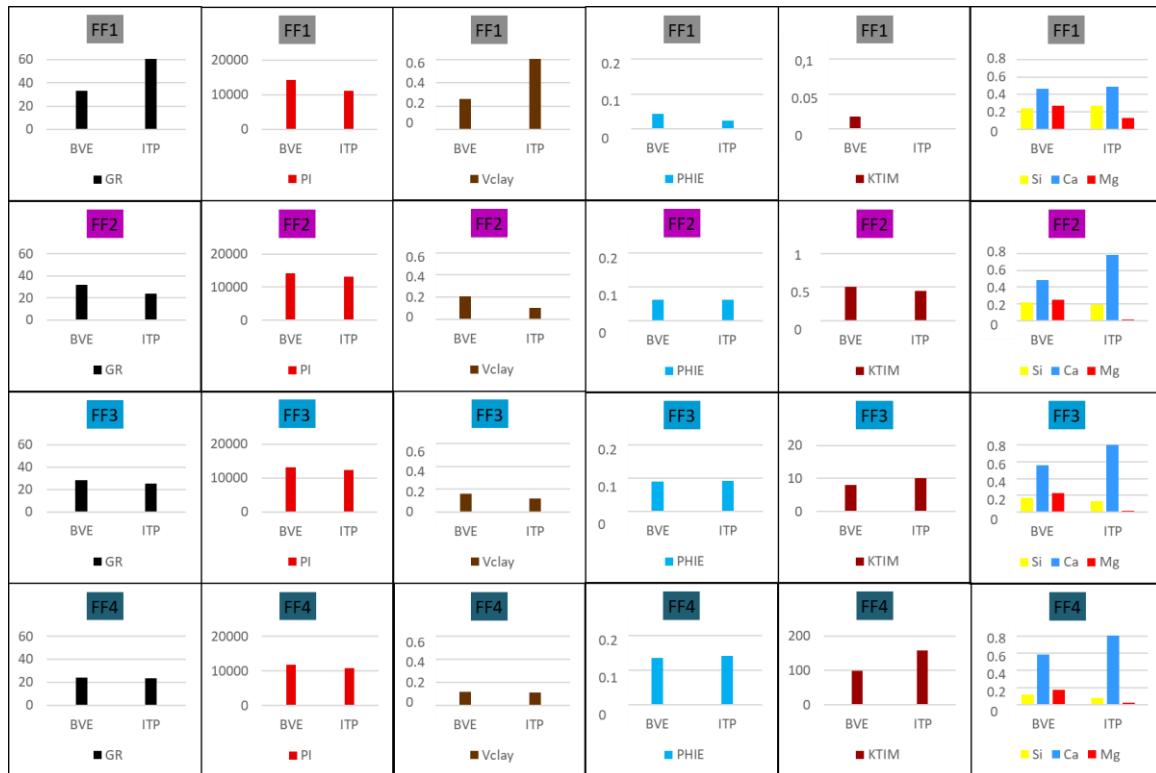 FF1 FF1 FF1 FF1 FF1 FF1
60 20000 0.6 0.2 0,1 0.8
40 0.4 0.6
20 10000 0.2 0.1 0.05 0.4
0.2
0 0 0 0 0 0
BVE ITP BVE ITP BVE ITP BVE ITP BVE ITP BVE ITP
GR PI Vclay PHIE KTIM Si Ca Mg
FF2 FF2 FF2 FF2 FF2 FF2
60 20000 0.6 0.2 1 0.8
40 0.4 0.6
20 10000 0.2 0.1 0.5 0.4
0.2
0 0 0 0 0 0
BVE ITP BVE ITP BVE ITP BVE ITP BVE ITP BVE ITP
GR PI Vclay PHIE KTIM Si Ca Mg
FF3 FF3 FF3 FF3 FF3 FF3
60 20000 0.6 0.2 20 0.8
40 0.4 0.6
20 10000 0.2 0.1 10 0.4
0.2
0 0 0 0 0 0
BVE ITP BVE ITP BVE ITP BVE ITP BVE ITP BVE ITP
GR PI Vclay PHIE KTIM Si Ca Mg
FF4 FF4 FF4 FF4 FF4 FF4
60 20000 0.6 0.2 200 0.8
40 0.4 0.6
20 10000 0.2 0.1 100 0.4
0.2
0 0 0 0 0 0
BVE ITP BVE ITP BVE ITP BVE ITP BVE ITP BVE ITP
GR PI Vclay PHIE KTIM Si Ca Mg